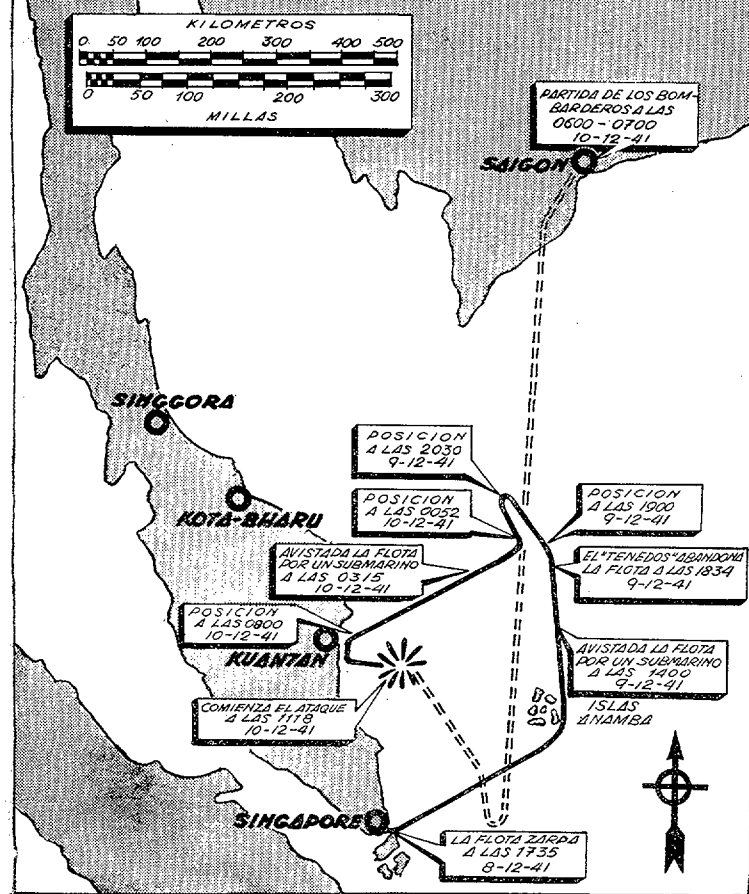 KILOMETROS
0 50 100 200 300 400 500
0 50 100 200 300
MILLAS
PARTIDA DE LOS BOM-
BARDEROS A LAS
0600-0700
10-12-41
SAIGON
SINGGORA
POSICION
A LAS 2030
9-12-41
KOTA-BHARU
POSICION
A LAS 0052
10-12-41
POSICION
A LAS 1900
9-12-41
AVISTADA LA FLOTA
POR UN SUBMARINO
A LAS 0315
10-12-41
EL "TENEDOS" ABANDONA
LA FLOTA A LAS 1834
9-12-41
POSICION
A LAS 0800
10-12-41
KUANTAN
AVISTADA LA FLOTA
POR UN SUBMARINO
A LAS 1400
9-12-41
COMIENZA EL ATAQUE
A LAS 1118
10-12-41
ISLAS
ANAMBA
SINGAPORE
LA FLOTA ZARPA
A LAS 1735
8-12-41